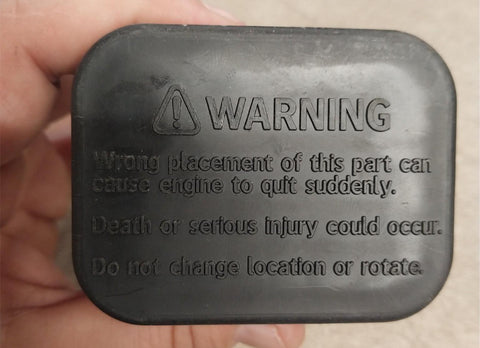 WARNING
Wrong placement of this part can
cause engine to quit suddenly.
Death or serious injury could occur.
Do not change location or rotate.